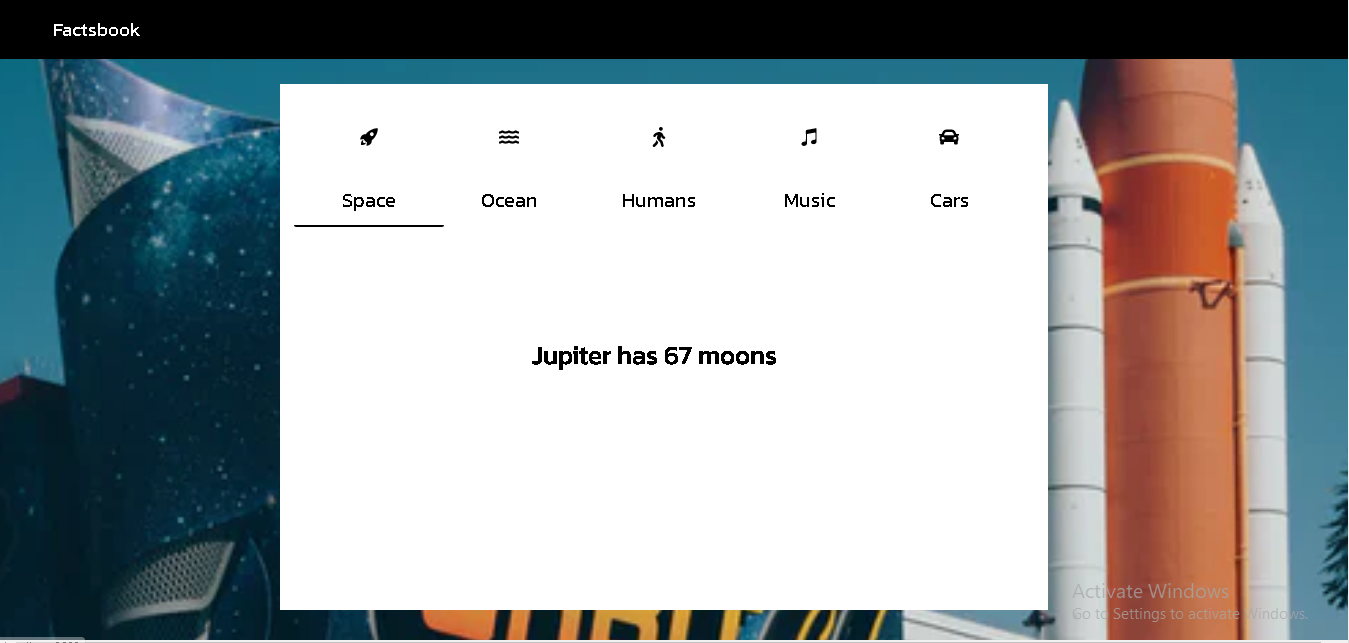 Factsbook
Space
Ocean
Humans
Music
Cars
Jupiter has 67 moons
Activate Windows
Go to Settings to activate Windows.